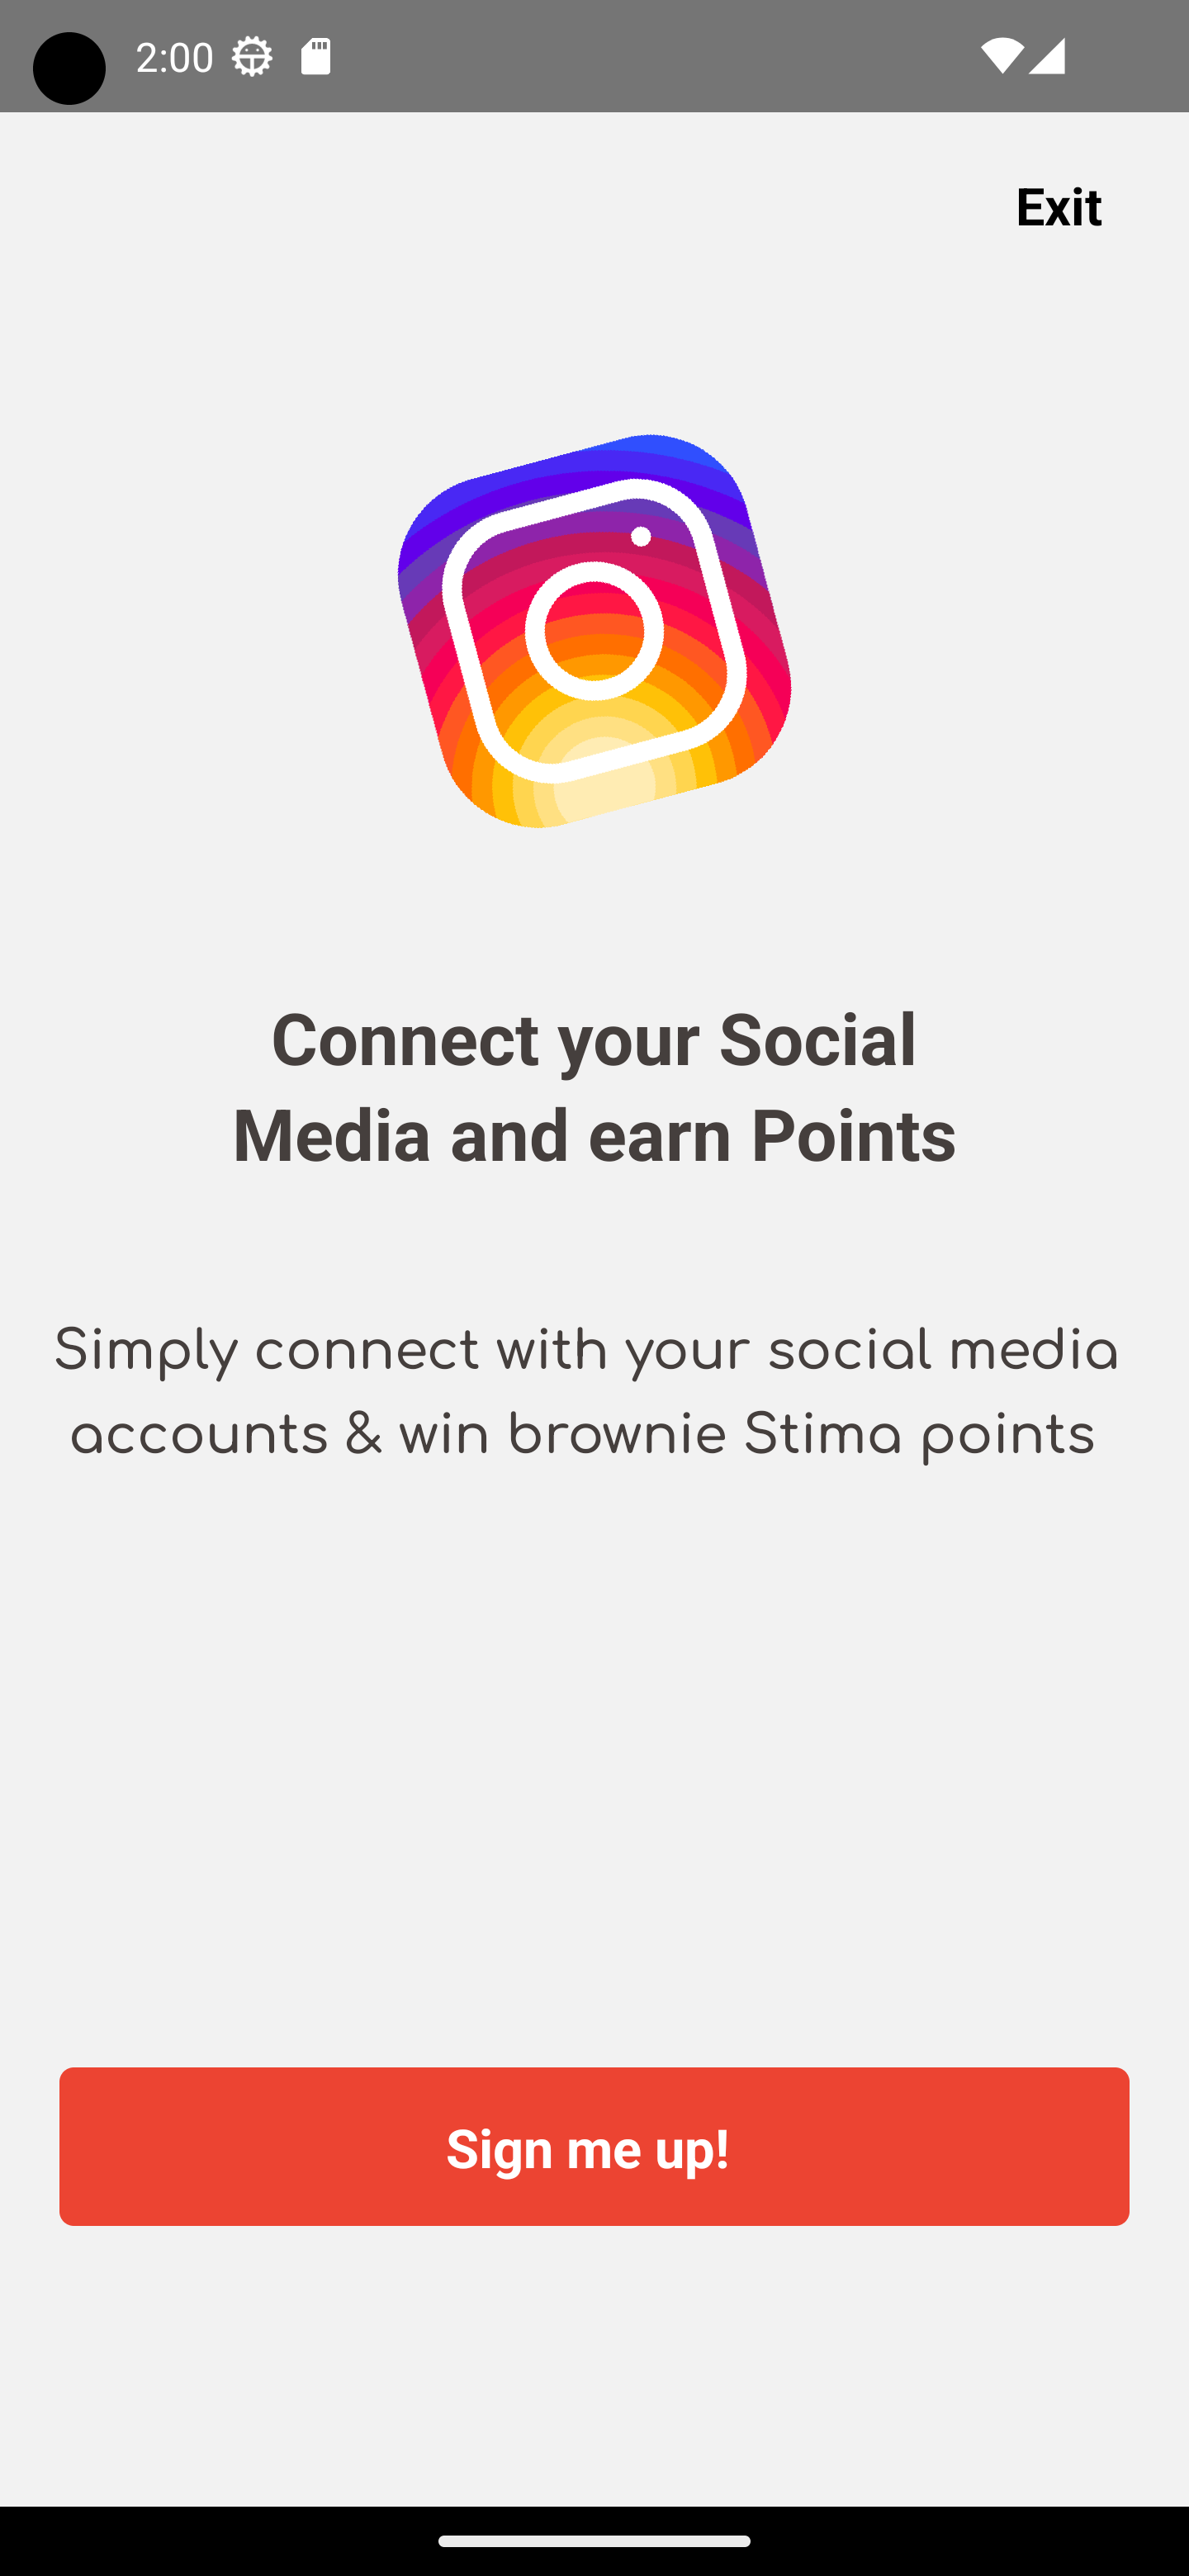 2:00
Exit
Connect your Social
Media and earn Points
Simply connect with your social media
accounts & win brownie Stima points
Sign me up!